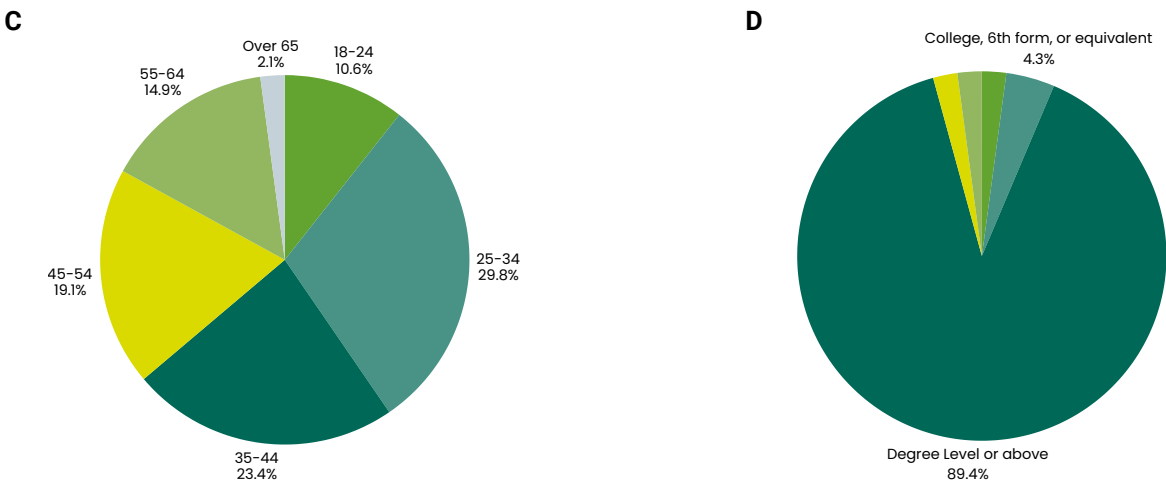 C
Over 65
2.1%
18-24
10.6%
55-64
14.9%
25-34
29.8%
45-54
19.1%
35-44
23.4%
D
College, 6th form, or equivalent
4.3%
Degree Level or above
89.4%